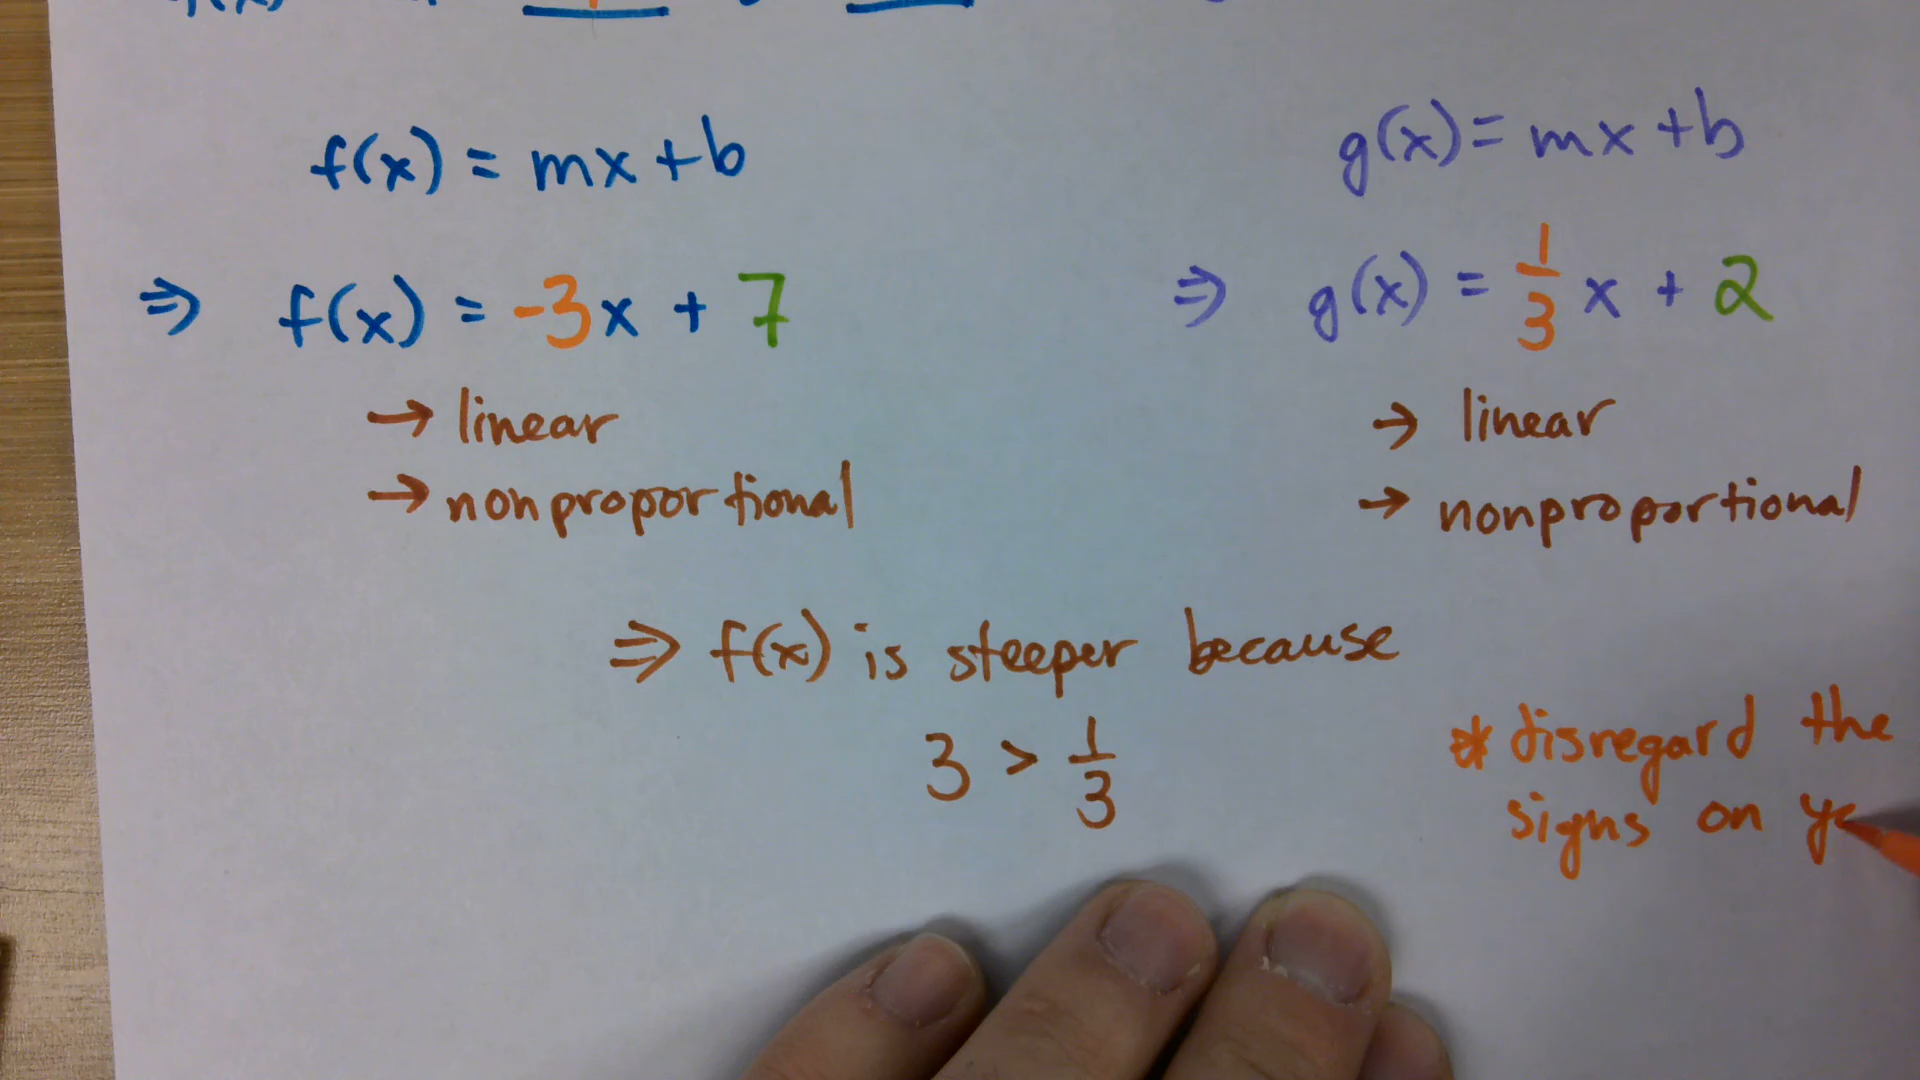 f(x) = mx + b
g(x) = mx + b
⇒ f(x) = -3x + 7
⇒ g(x) = 1/3 x + 2
→ linear
→ nonproportional
→ linear
→ nonproportional
⇒ f(x) is steeper because
3 > 1/3
* disregard the
signs on yo